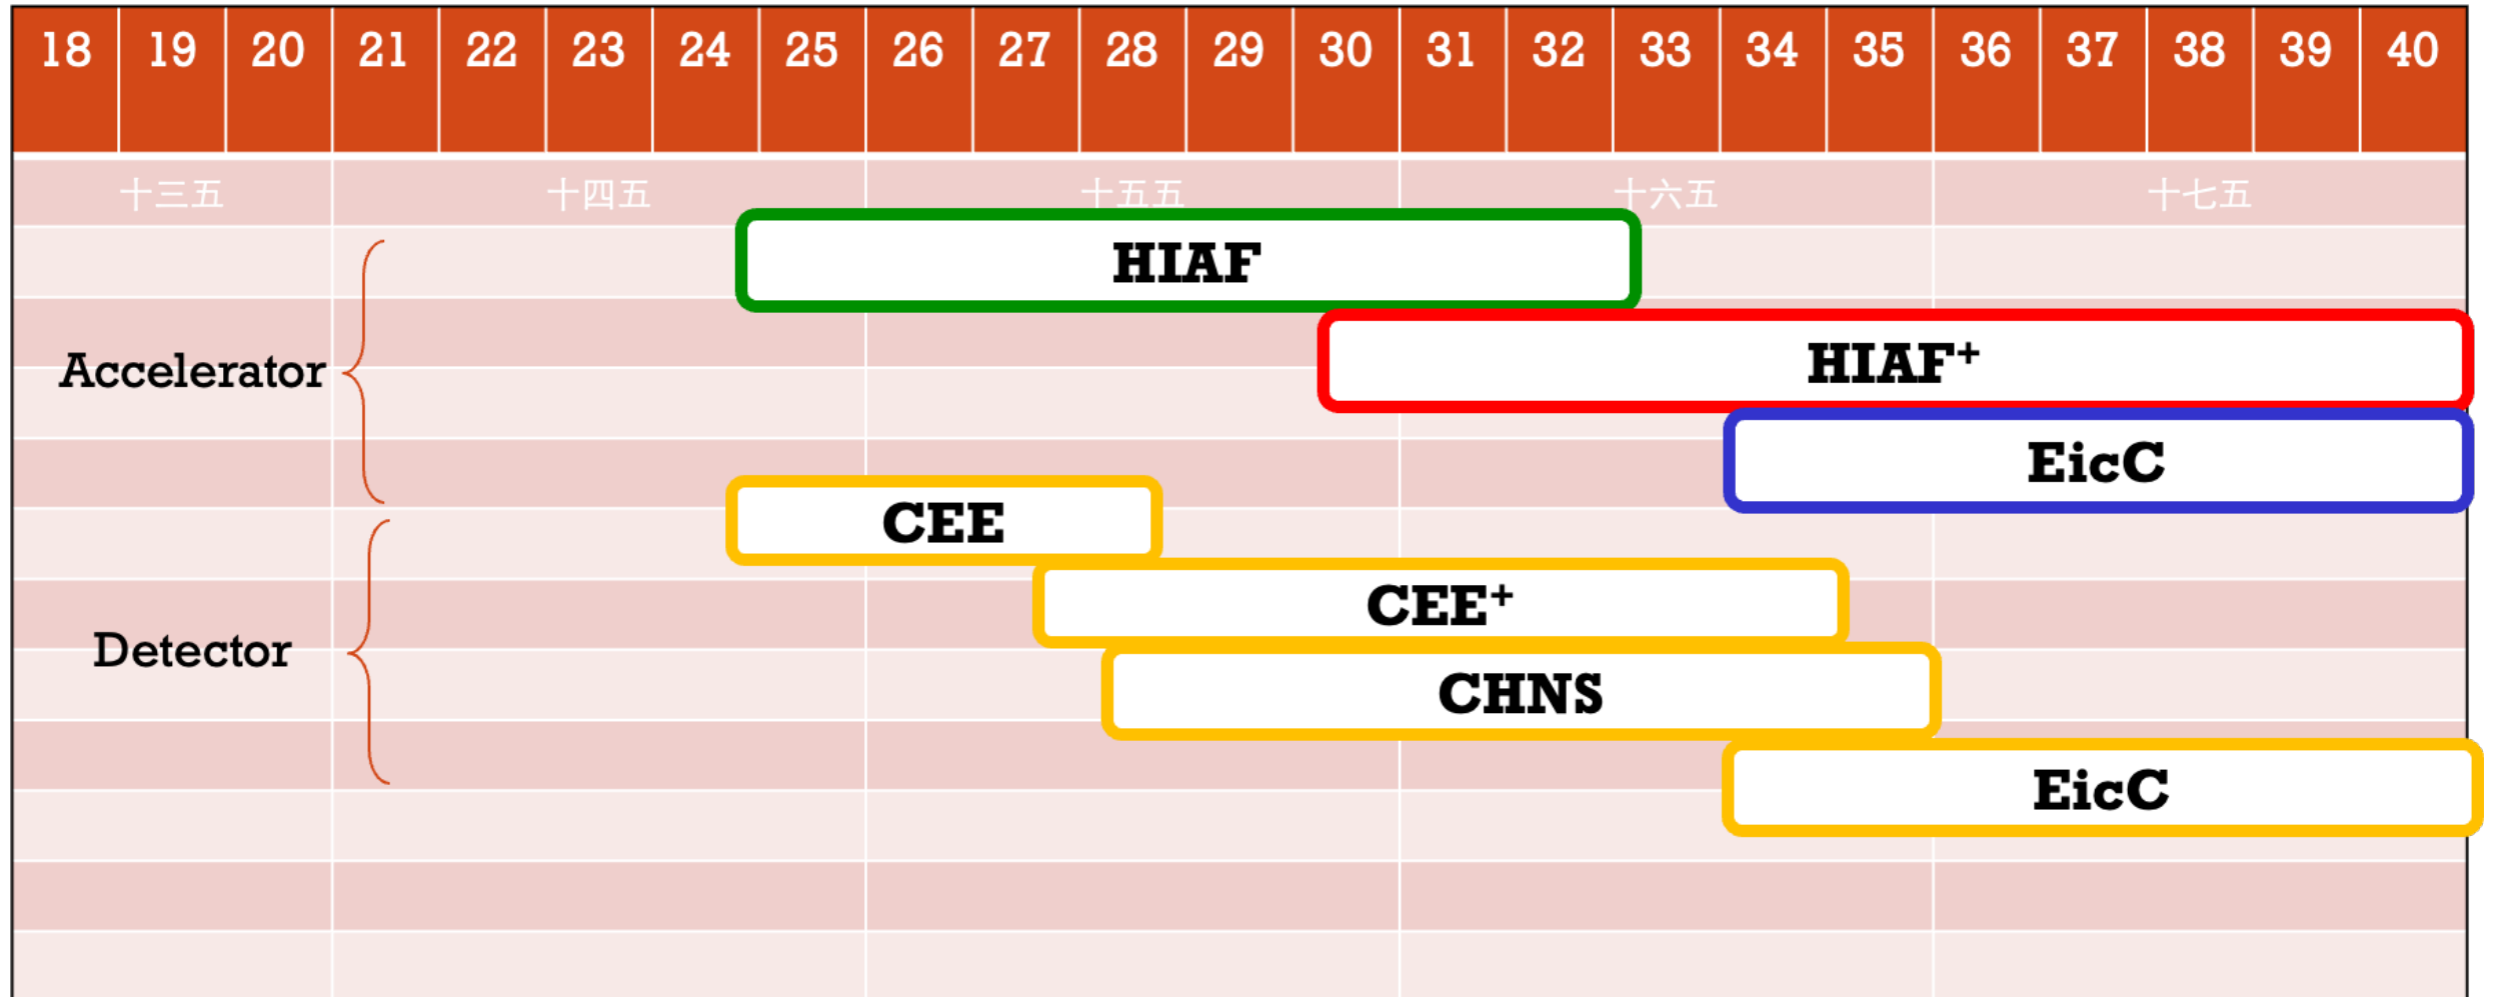 18 19 20 21 22 23 24 25 26 27 28 29 30 31 32 33 34 35 36 37 38 39 40
十三五 十四五 十五五 十六五 十七五
HIAF
Accelerator
HIAF⁺
EicC
CEE
CEE⁺
Detector
CHNS
EicC